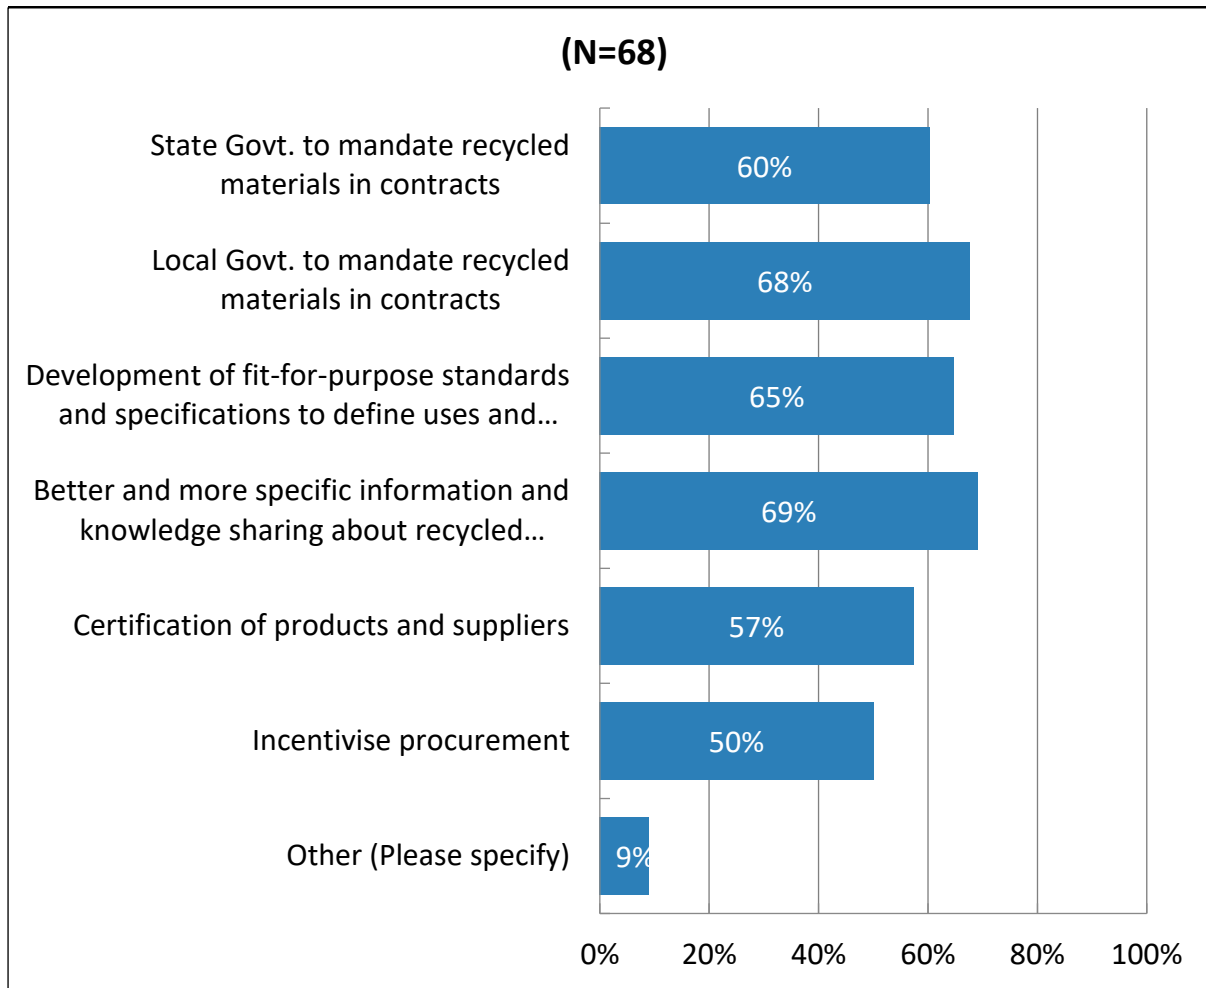 (N=68)
State Govt. to mandate recycled
materials in contracts
60%
Local Govt. to mandate recycled
materials in contracts
68%
Development of fit-for-purpose standards
and specifications to define uses and...
65%
Better and more specific information and
knowledge sharing about recycled...
69%
Certification of products and suppliers
57%
Incentivise procurement
50%
Other (Please specify)
9%
0% 20% 40% 60% 80% 100%